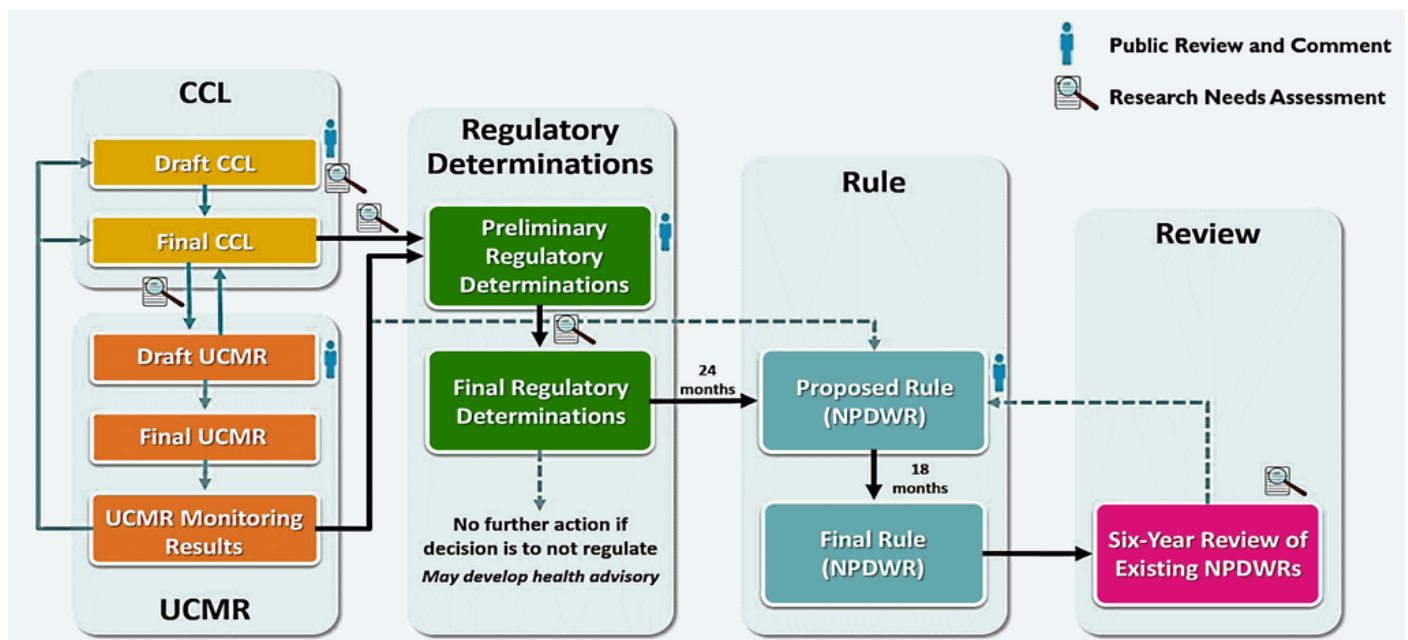 Public Review and Comment
Research Needs Assessment
CCL
Draft CCL
Final CCL
Draft UCMR
Final UCMR
UCMR Monitoring
Results
UCMR
Regulatory
Determinations
Preliminary
Regulatory
Determinations
Final Regulatory
Determinations
No further action if
decision is to not regulate
May develop health advisory
24
months
Rule
Proposed Rule
(NPDWR)
18
months
Final Rule
(NPDWR)
Review
Six-Year Review of
Existing NPDWRs